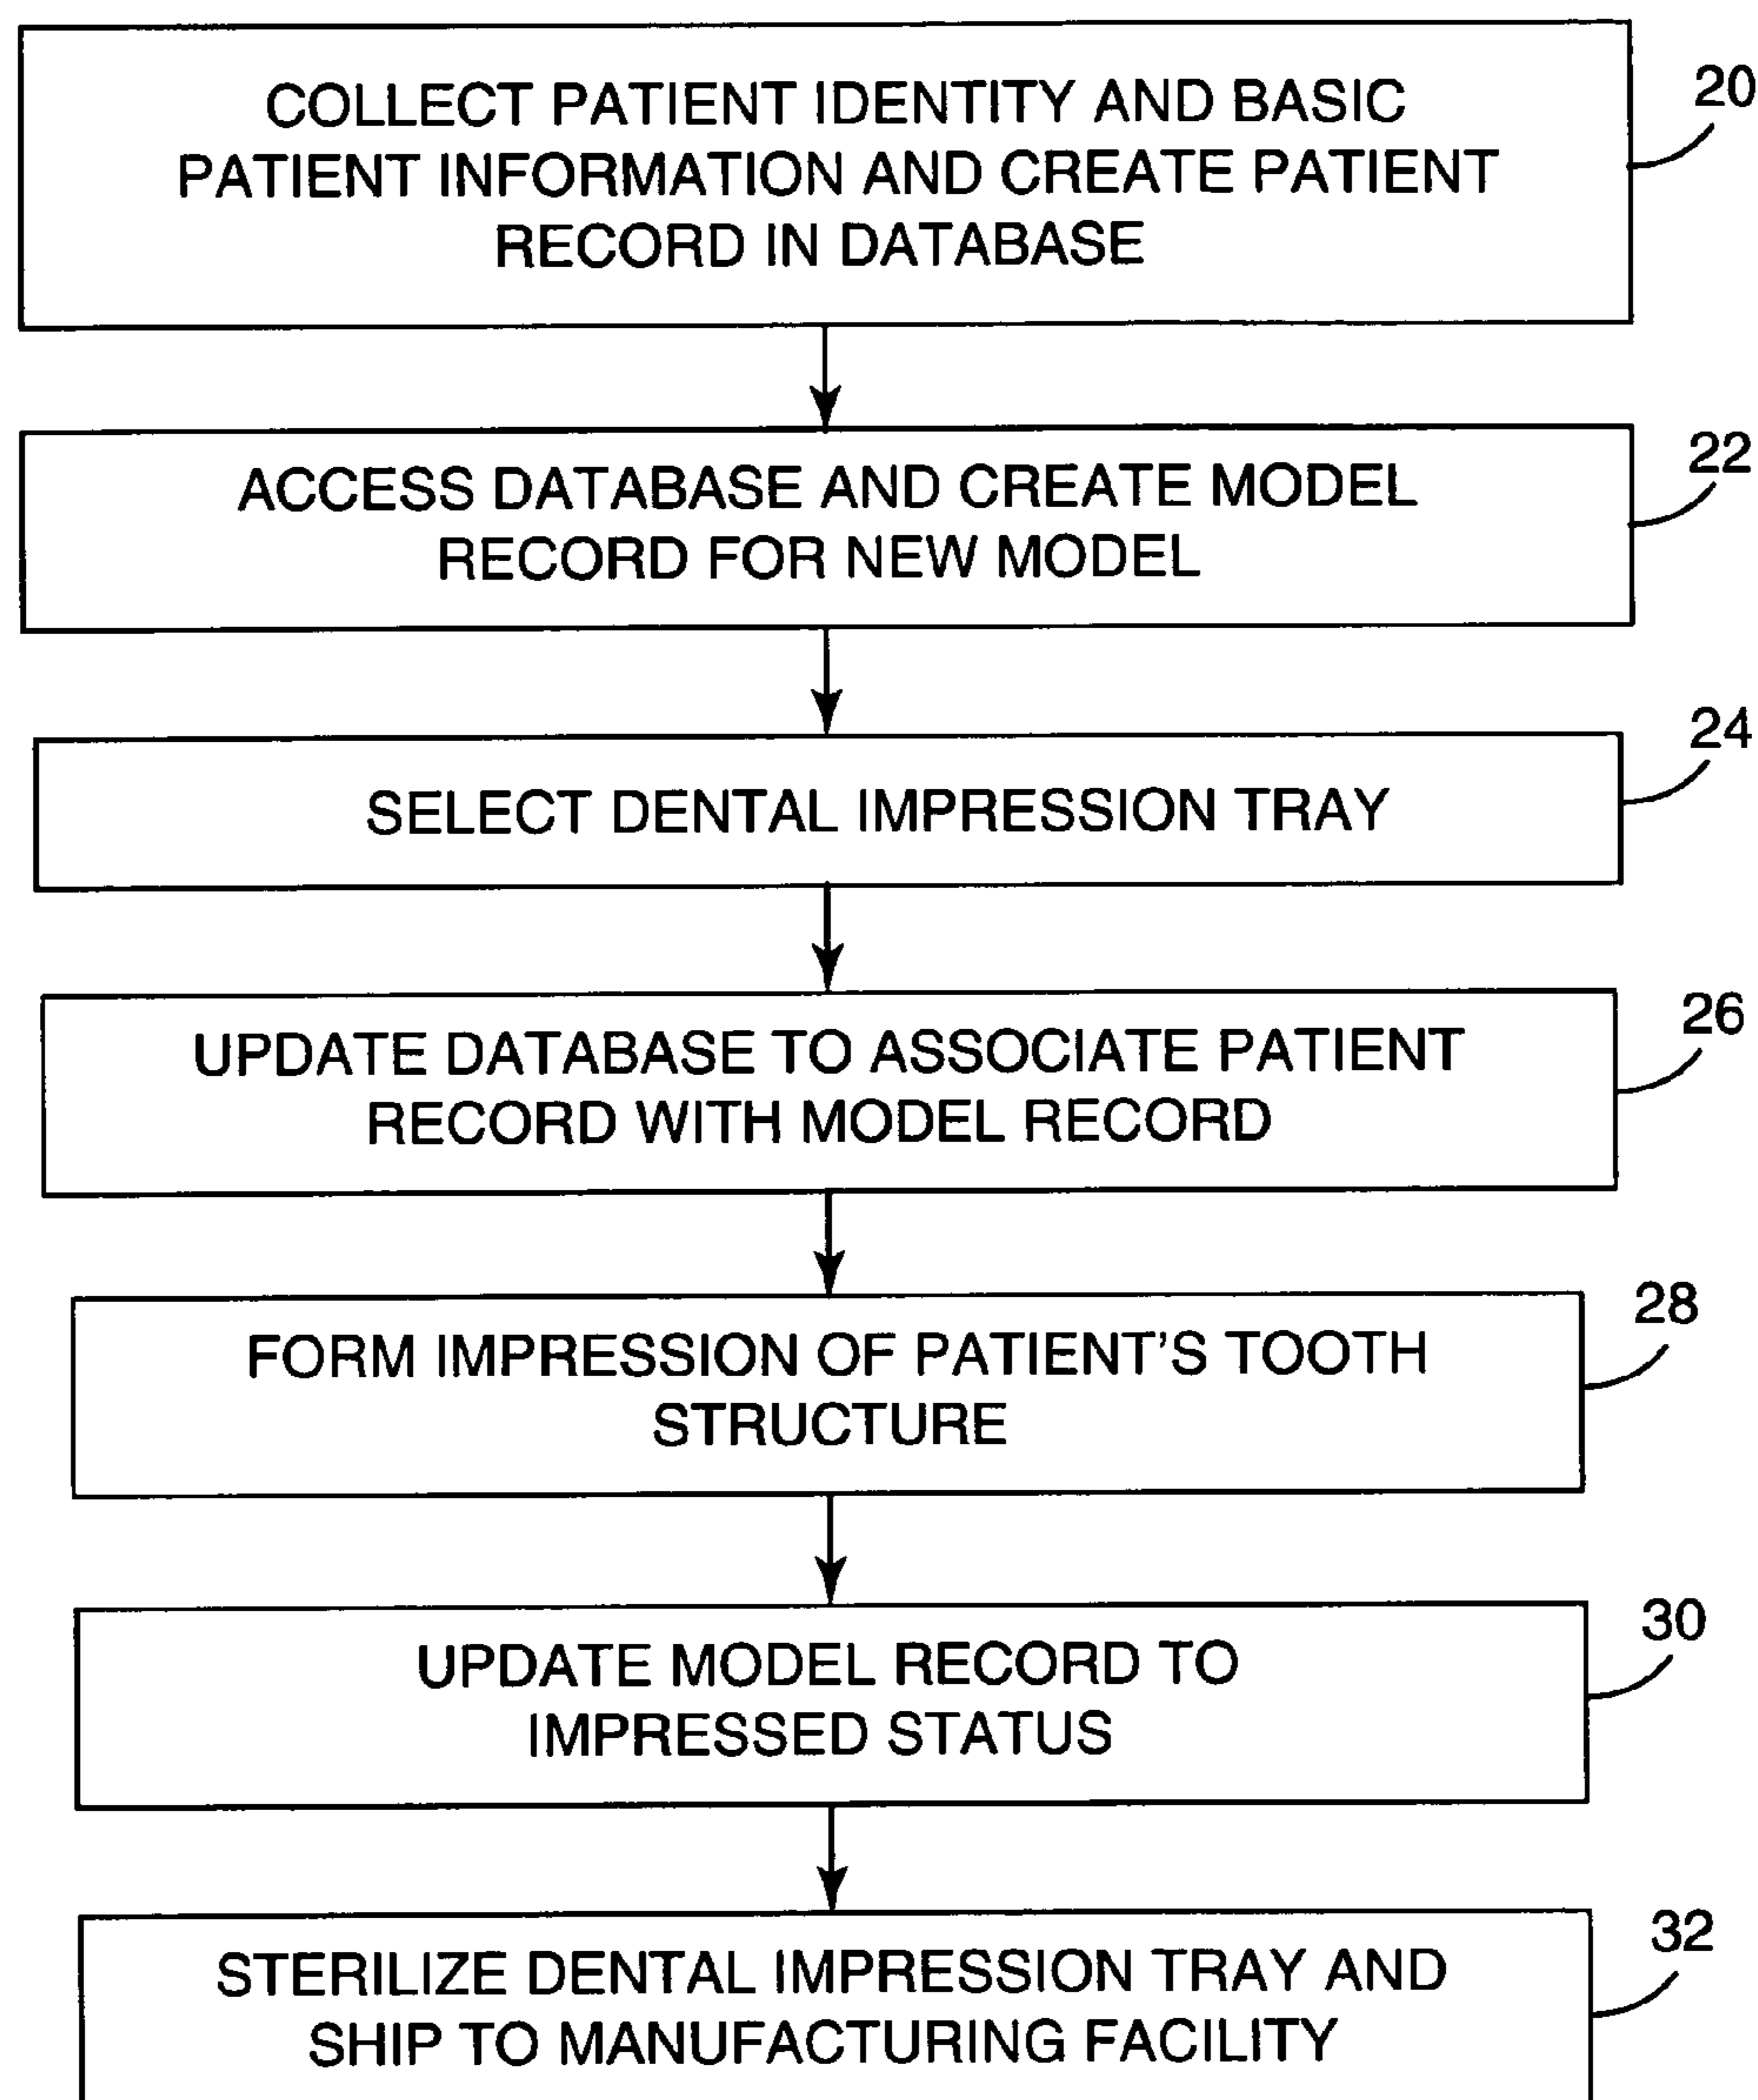 COLLECT PATIENT IDENTITY AND BASIC
PATIENT INFORMATION AND CREATE PATIENT
RECORD IN DATABASE
20
ACCESS DATABASE AND CREATE MODEL
RECORD FOR NEW MODEL
22
SELECT DENTAL IMPRESSION TRAY
24
UPDATE DATABASE TO ASSOCIATE PATIENT
RECORD WITH MODEL RECORD
26
FORM IMPRESSION OF PATIENT'S TOOTH
STRUCTURE
28
UPDATE MODEL RECORD TO
IMPRESSED STATUS
30
STERILIZE DENTAL IMPRESSION TRAY AND
SHIP TO MANUFACTURING FACILITY
32